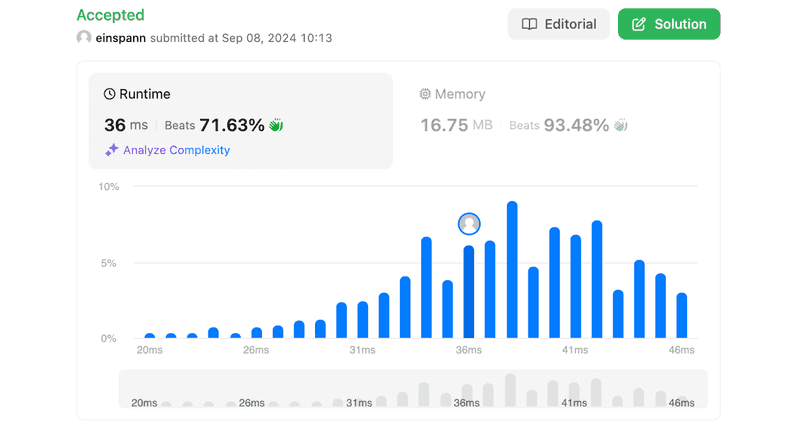 Accepted
einspann submitted at Sep 08, 2024 10:13
Editorial
Solution
Runtime
36 ms | Beats 71.63%
Analyze Complexity
Memory
16.75 MB | Beats 93.48%
10%
5%
0%
20ms 26ms 31ms 36ms 41ms 46ms
20ms 26ms 31ms 36ms 41ms 46ms